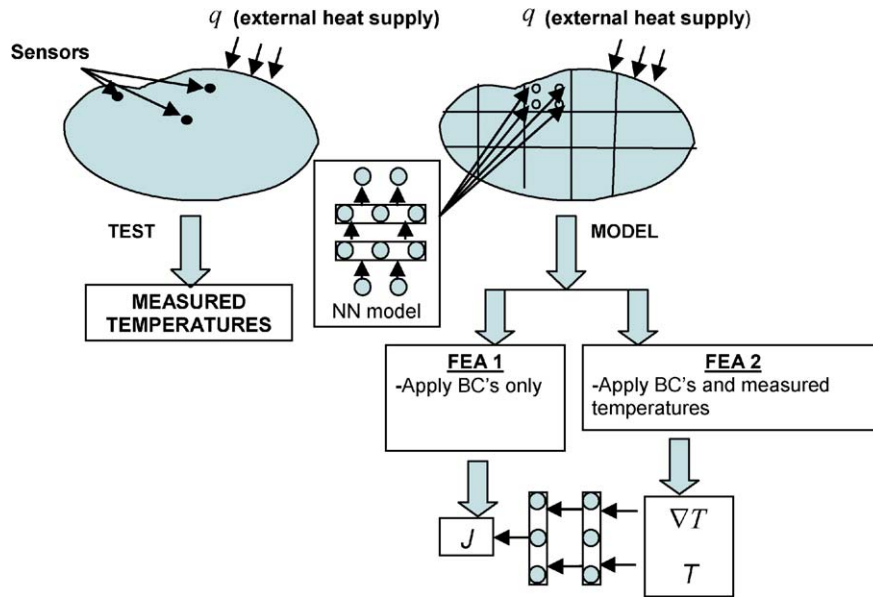 q (external heat supply)
q (external heat supply)
Sensors
TEST
MODEL
MEASURED
TEMPERATURES
NN model
FEA 1
-Apply BC's only
FEA 2
-Apply BC's and measured
temperatures
J
∇T
T